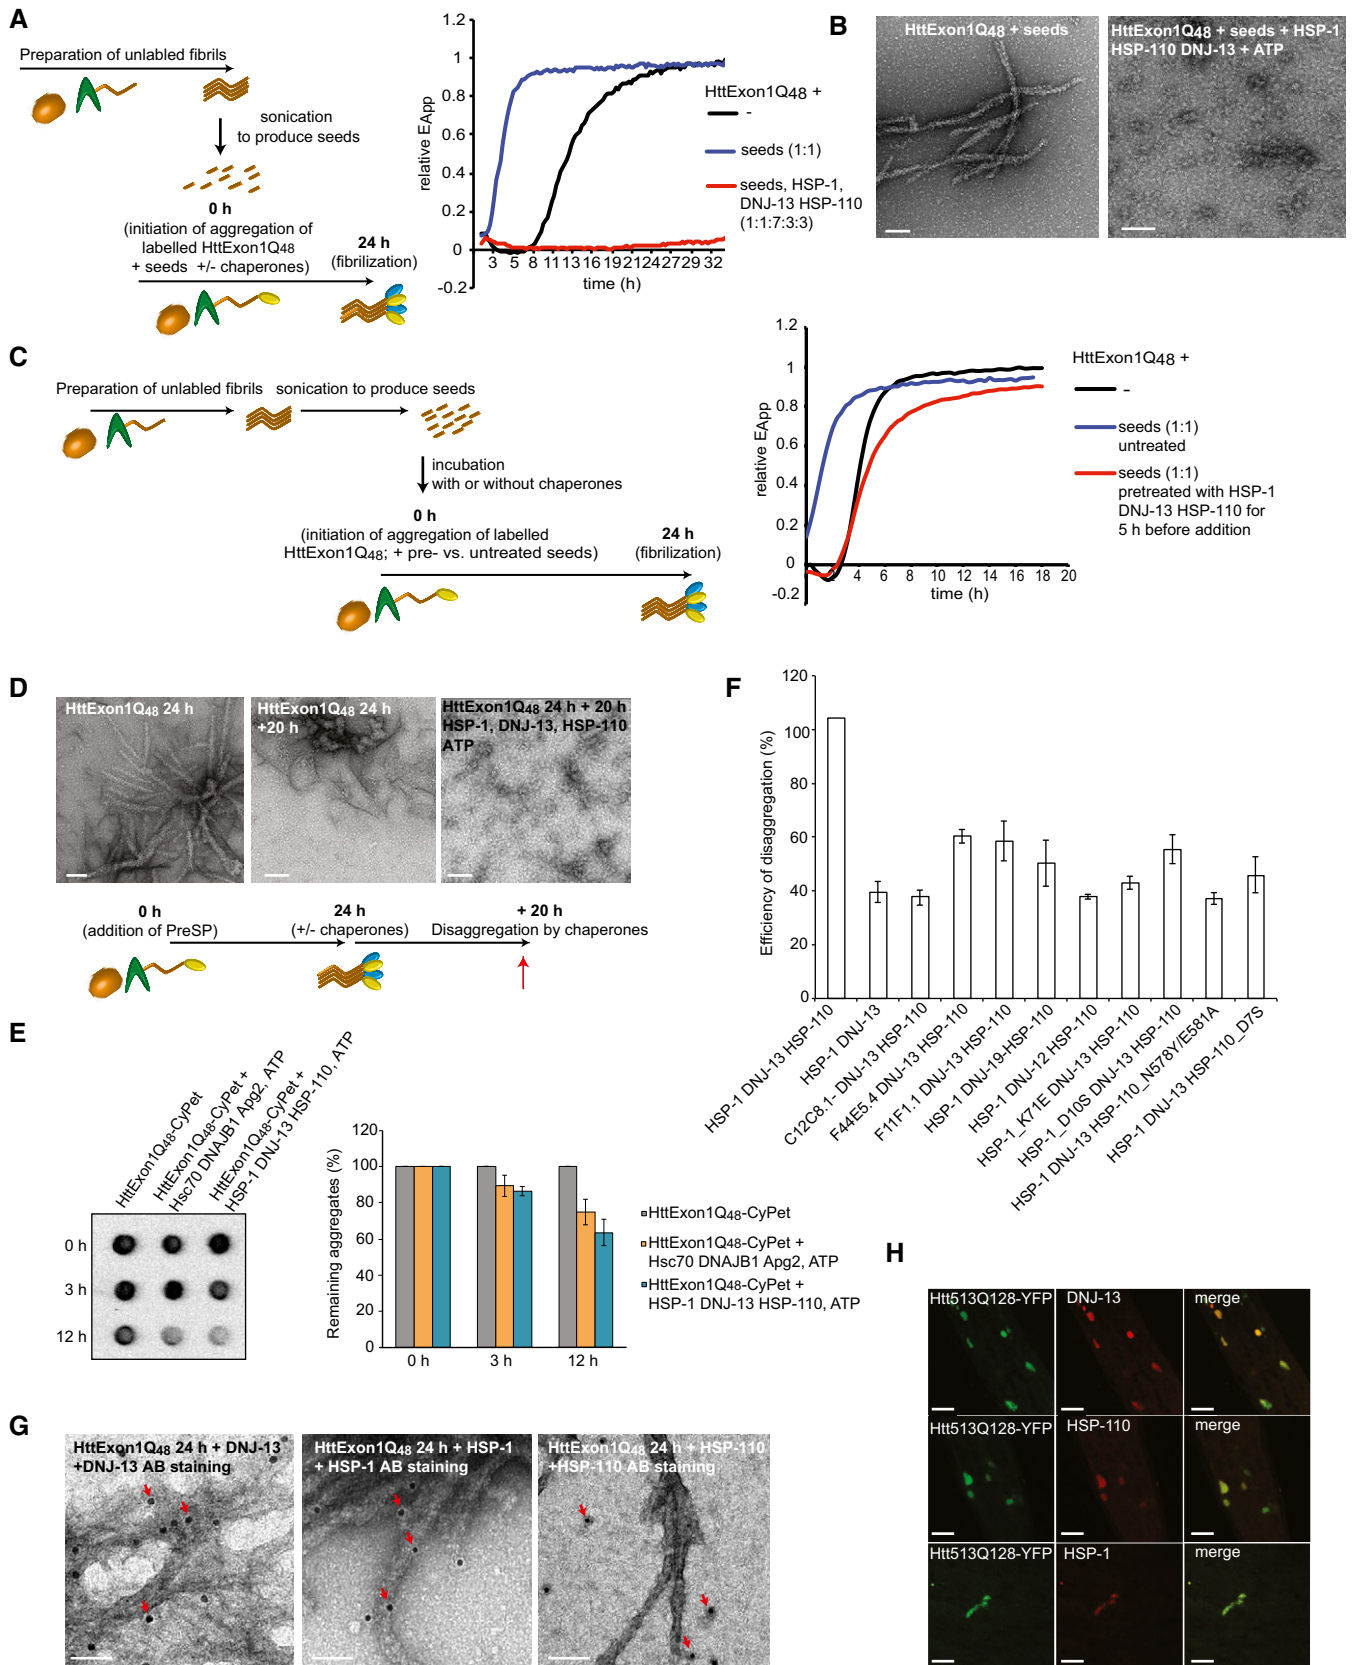 A
Preparation of unlabled fibrils
sonication
to produce seeds
0 h
(initiation of aggregation of
labelled HttExon1Q48
+ seeds +/- chaperones)
24 h
(fibrilization)
relative EApp
1.2
1
0.8
0.6
0.4
0.2
0
-0.2
3 5 8 11 13 16 19 21 24 27 29 32
time (h)
HttExon1Q48 +
-
seeds (1:1)
seeds, HSP-1,
DNJ-13 HSP-110
(1:1:7:3:3)
B
HttExon1Q48 + seeds
HttExon1Q48 + seeds + HSP-1
HSP-110 DNJ-13 + ATP
C
Preparation of unlabled fibrils
sonication to produce seeds
incubation
with or without chaperones
0 h
(initiation of aggregation of labelled
HttExon1Q48; + pre- vs. untreated seeds)
24 h
(fibrilization)
relative EApp
1.2
1
0.8
0.6
0.4
0.2
0
-0.2
4 6 8 10 12 14 16 18 20
time (h)
HttExon1Q48 +
-
seeds (1:1)
untreated
seeds (1:1)
pretreated with HSP-1
DNJ-13 HSP-110 for
5 h before addition
D
HttExon1Q48 24 h
HttExon1Q48 24 h
+20 h
HttExon1Q48 24 h + 20 h
HSP-1, DNJ-13, HSP-110
ATP
0 h
(addition of PreSP)
24 h
(+/- chaperones)
+ 20 h
Disaggregation by chaperones
E
HttExon1Q48-CyPet
HttExon1Q48-CyPet +
Hsc70 DNAJB1 Apg2, ATP
HttExon1Q48-CyPet +
HSP-1 DNJ-13 HSP-110, ATP
0 h
3 h
12 h
Remaining aggregates (%)
120
100
80
60
40
20
0
0 h 3 h 12 h
HttExon1Q48-CyPet
HttExon1Q48-CyPet +
Hsc70 DNAJB1 Apg2, ATP
HttExon1Q48-CyPet +
HSP-1 DNJ-13 HSP-110, ATP
F
Efficiency of disaggregation (%)
120
100
80
60
40
20
0
HSP-1 DNJ-13 HSP-110
HSP-1 DNJ-13
C12C8.1- DNJ-13 HSP-110
F44E5.4 DNJ-13 HSP-110
F11F1.1 DNJ-13 HSP-110
HSP-1 DNJ-19-HSP-110
HSP-1 DNJ-12 HSP-110
HSP-1_K71E DNJ-13 HSP-110
HSP-1_D10S DNJ-13 HSP-110
HSP-1 DNJ-13 HSP-110_N578Y/E581A
HSP-1 DNJ-13 HSP-110_D7S
G
HttExon1Q48 24 h + DNJ-13
+DNJ-13 AB staining
HttExon1Q48 24 h + HSP-1
+ HSP-1 AB staining
HttExon1Q48 24 h + HSP-110
+HSP-110 AB staining
H
Htt513Q128-YFP DNJ-13 merge
Htt513Q128-YFP HSP-110 merge
Htt513Q128-YFP HSP-1 merge